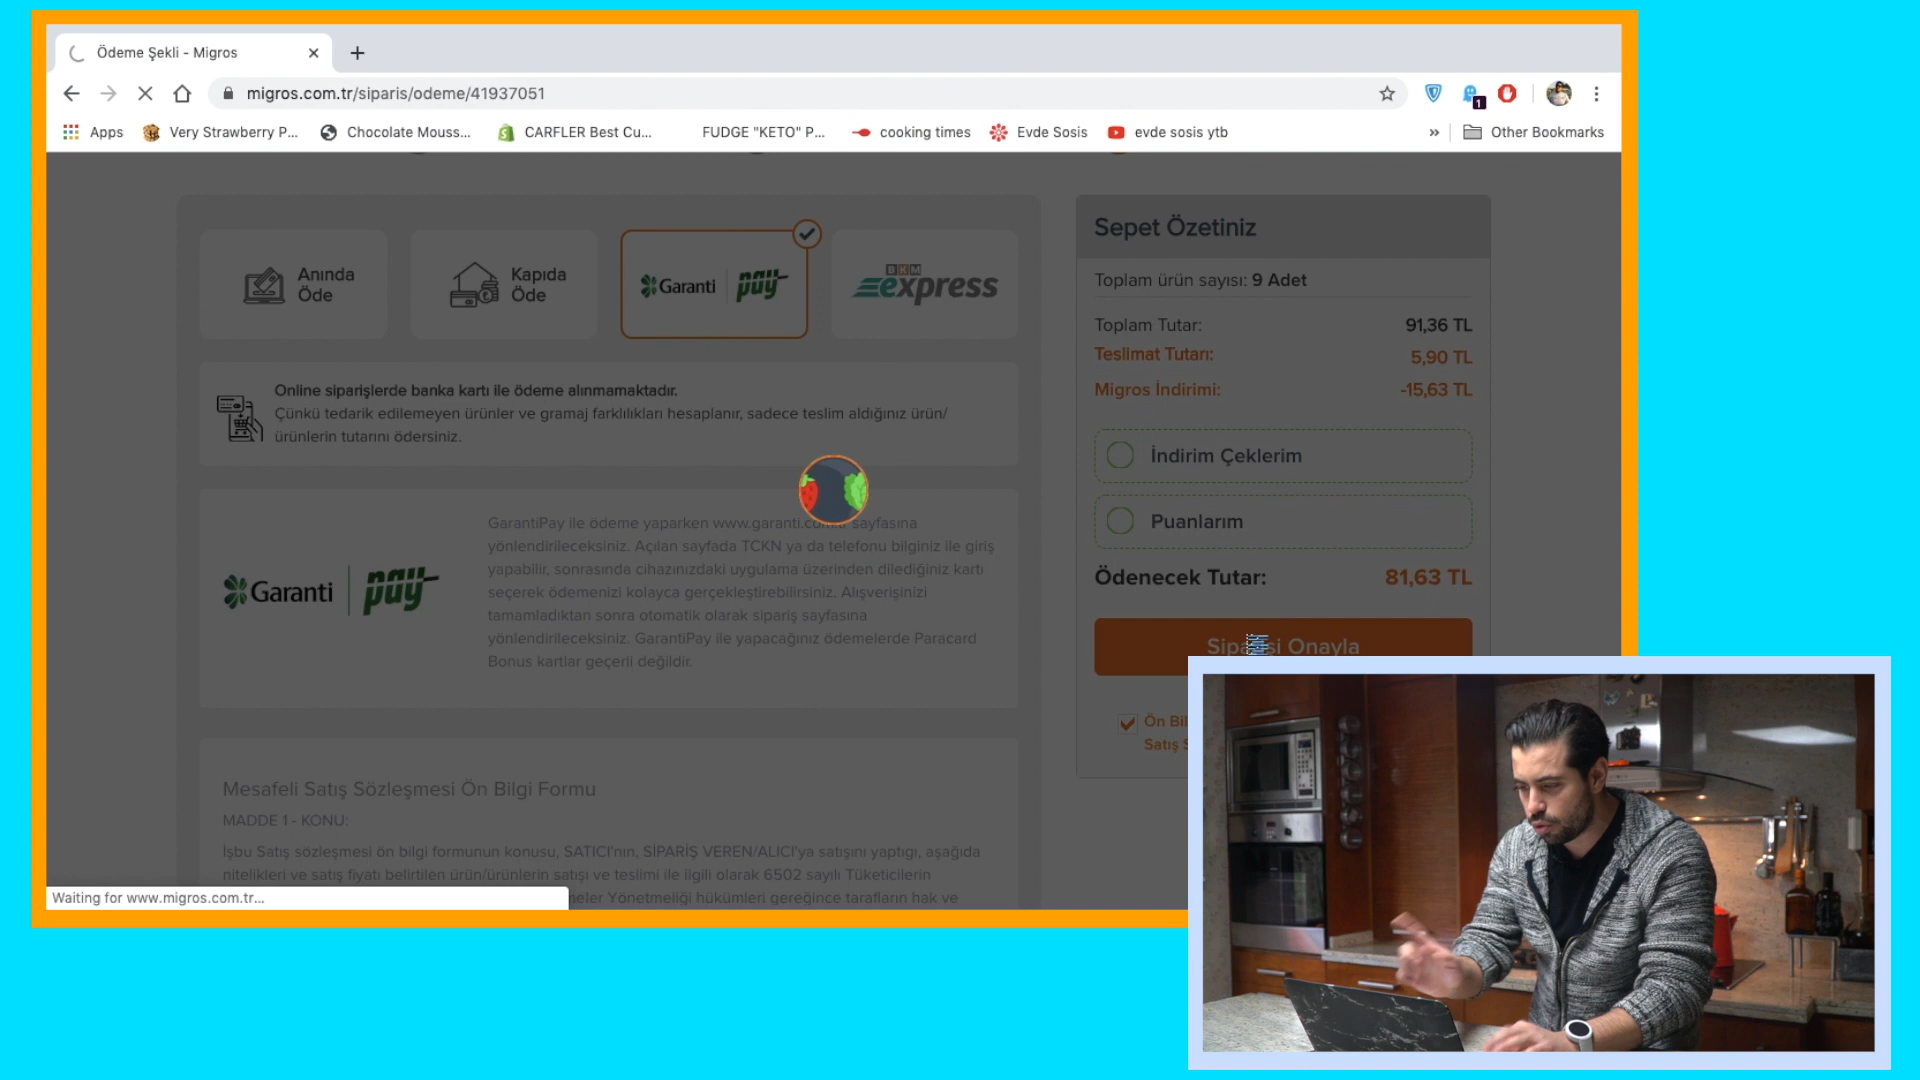 Ödeme Şekli - Migros
migros.com.tr/siparis/odeme/41937051
1
Apps
Very Strawberry P...
Chocolate Mouss...
CARFLER Best Cu...
FUDGE "KETO" P...
cooking times
Evde Sosis
evde sosis ytb
»
Other Bookmarks
Anında
Öde
Kapıda
Öde
Garanti
pay
BKM
express
Online siparişlerde banka kartı ile ödeme alınmamaktadır.
Çünkü tedarik edilemeyen ürünler ve gramaj farklılıkları hesaplanır, sadece teslim aldığınız ürün/
ürünlerin tutarını ödersiniz.
Garanti
pay
GarantiPay ile ödeme yaparken www.garanti.com.tr sayfasına
yönlendirileceksiniz. Açılan sayfada TCKN ya da telefonu bilginiz ile giriş
yapabilir, sonrasında cihazınızdaki uygulama üzerinden dilediğiniz kartı
seçerek ödemenizi kolayca gerçekleştirebilirsiniz. Alışverişinizi
tamamladıktan sonra otomatik olarak sipariş sayfasına
yönlendirileceksiniz. GarantiPay ile yapacağınız ödemelerde Paracard
Bonus kartlar geçerli değildir.
Mesafeli Satış Sözleşmesi Ön Bilgi Formu
MADDE 1 - KONU:
İşbu Satış sözleşmesi ön bilgi formunun konusu, SATICI'nın, SİPARİŞ VEREN/ALICI'ya satışını yaptığı, aşağıda
nitelikleri ve satış fiyatı belirtilen ürün/ürünlerin satışı ve teslimi ile ilgili olarak 6502 sayılı Tüketicilerin
meler Yönetmeliği hükümleri gereğince tarafların hak ve
Waiting for www.migros.com.tr...
Sepet Özetiniz
Toplam ürün sayısı: 9 Adet
Toplam Tutar: 91,36 TL
Teslimat Tutarı: 5,90 TL
Migros İndirimi: -15,63 TL
İndirim Çeklerim
Puanlarım
Ödenecek Tutar: 81,63 TL
Siparişi Onayla
Ön Bil
Satış S